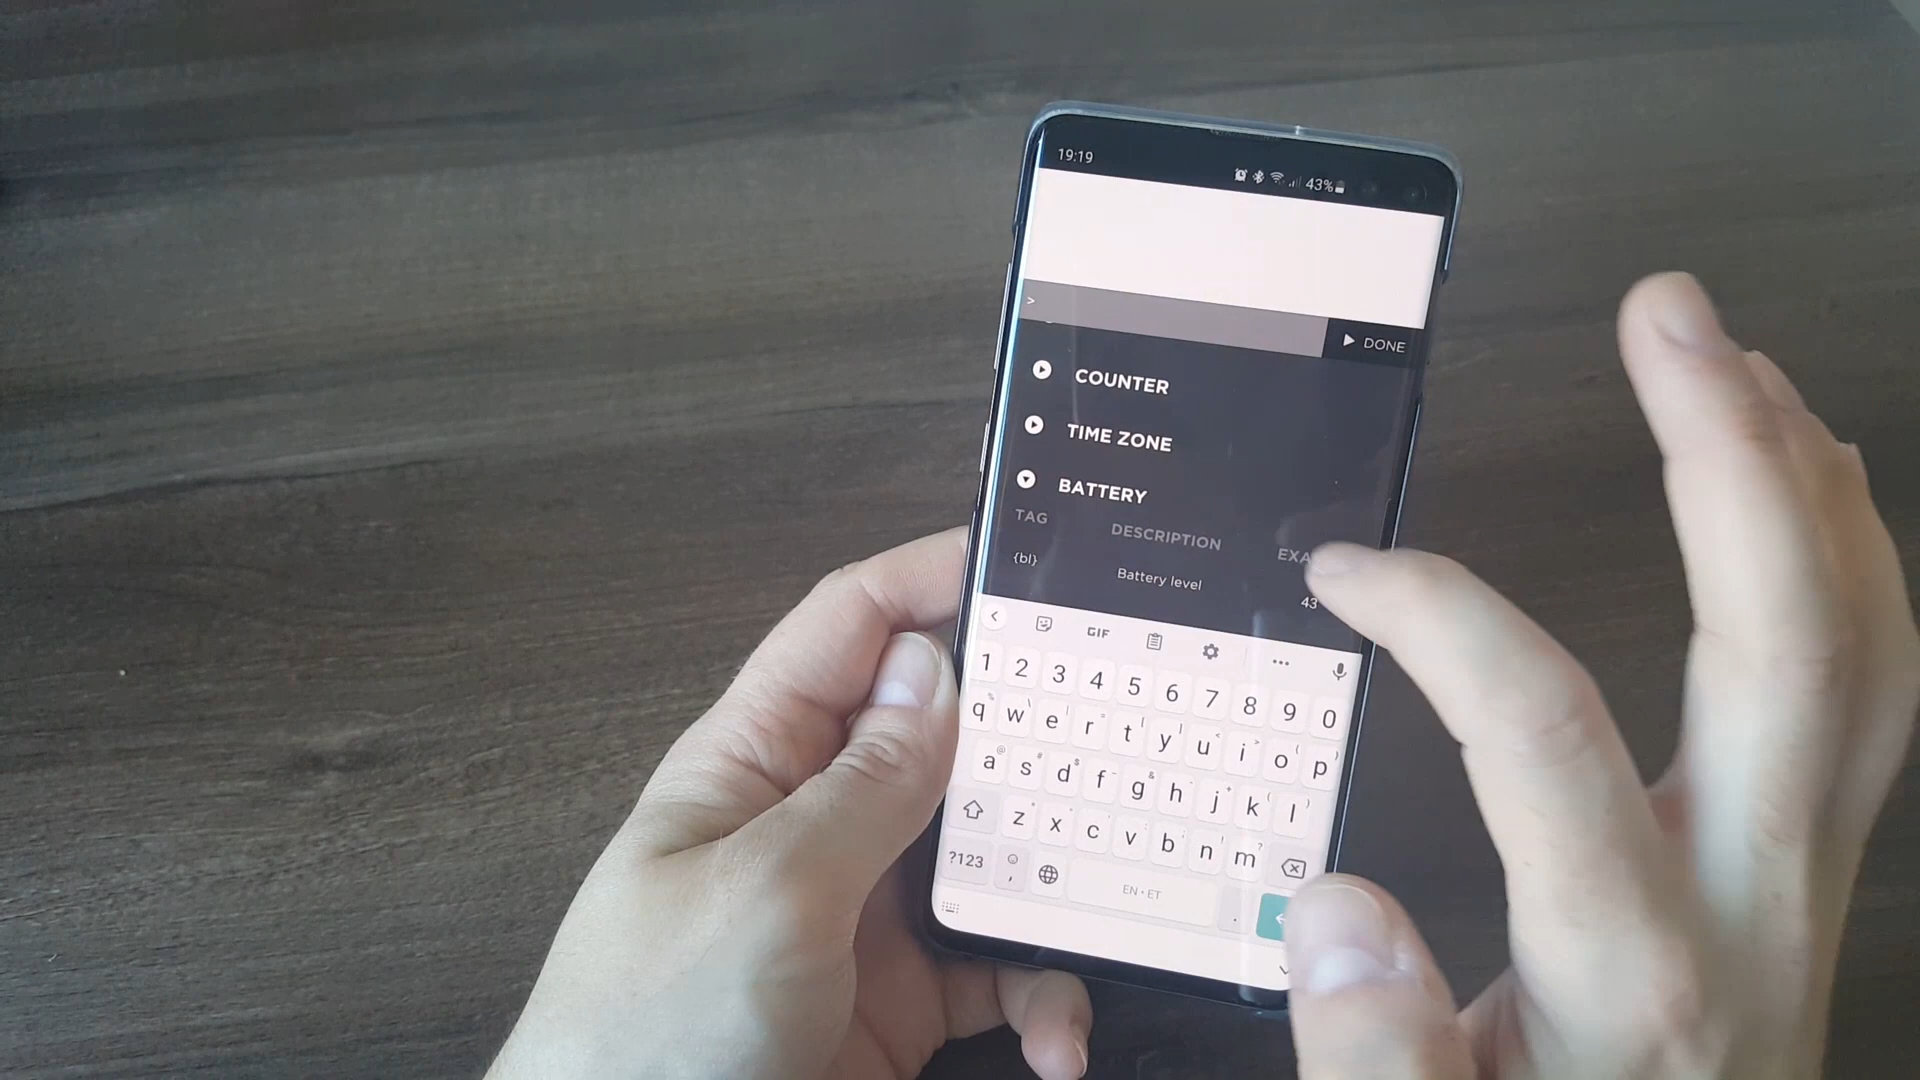 19:19
43%
>
DONE
COUNTER
TIME ZONE
BATTERY
TAG DESCRIPTION
{bl} Battery level 43
GIF
1 2 3 4 5 6 7 8 9 0
q w e r t y u i o p
a s d f g h j k l
z x c v b n m
?123 , EN • ET .